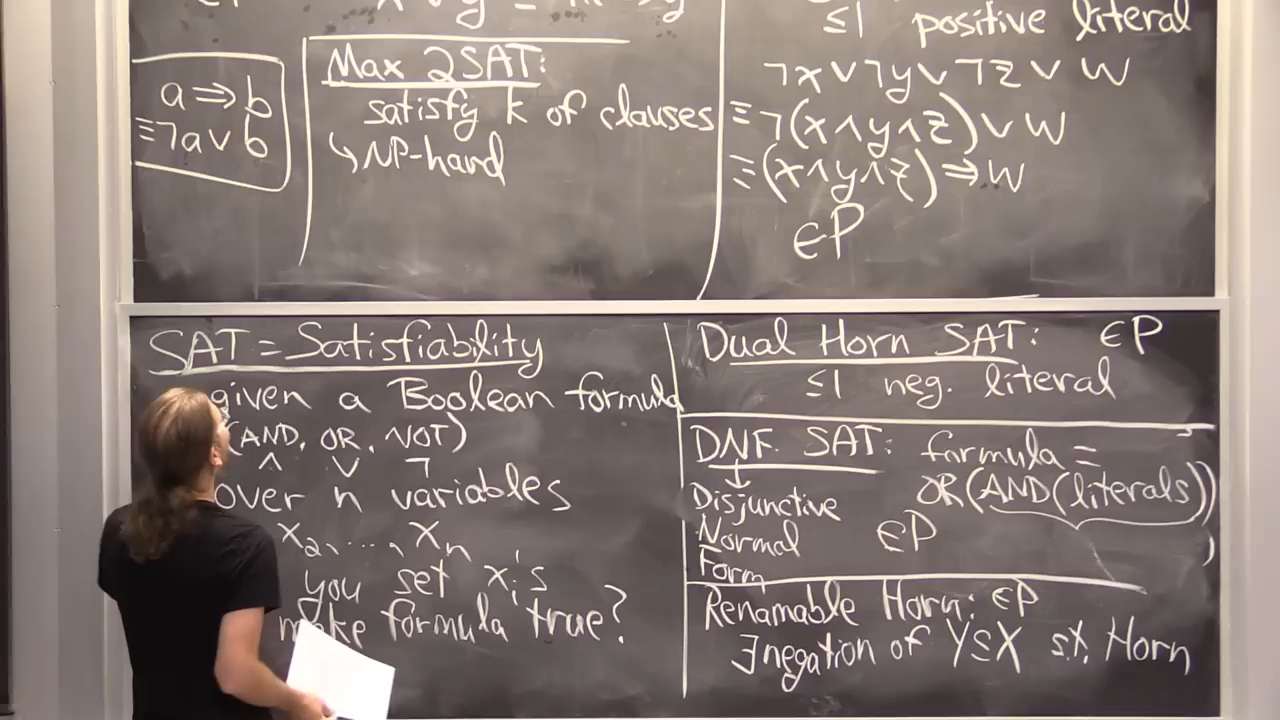 a ⇒ b
≡ ¬a ∨ b
Max 2SAT:
satisfy k of clauses
↳ NP-hard
≤1 positive literal
¬x ∨ ¬y ∨ ¬z ∨ w
≡ ¬(x ∧ y ∧ z) ∨ w
≡ (x ∧ y ∧ z) ⇒ w
∈P
SAT = Satisfiability
given a Boolean formula
(AND, OR, NOT)
∧ ∨ ¬
over n variables
x₂, ..., xₙ
you set xᵢ's
make formula true?
Dual Horn SAT: ∈P
≤1 neg. literal
DNF SAT: formula =
OR(AND(literals))
Disjunctive
Normal ∈P
Form
Renamable Horn: ∈P
∃ negation of Y⊆X s.t. Horn